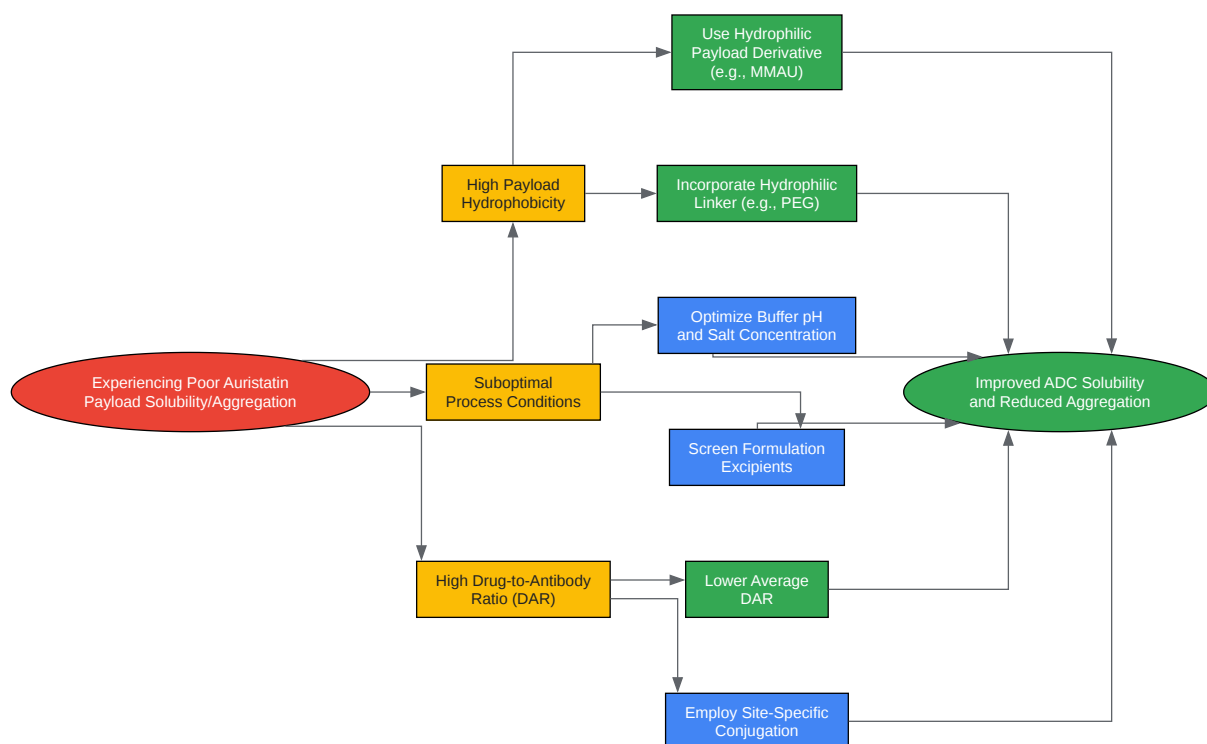 Use Hydrophilic
Payload Derivative
(e.g., MMAU)
High Payload
Hydrophobicity
Incorporate Hydrophilic
Linker (e.g., PEG)
Optimize Buffer pH
and Salt Concentration
Experiencing Poor Auristatin
Payload Solubility/Aggregation
Suboptimal
Process Conditions
Improved ADC Solubility
and Reduced Aggregation
Screen Formulation
Excipients
High Drug-to-Antibody
Ratio (DAR)
Lower Average
DAR
Employ Site-Specific
Conjugation